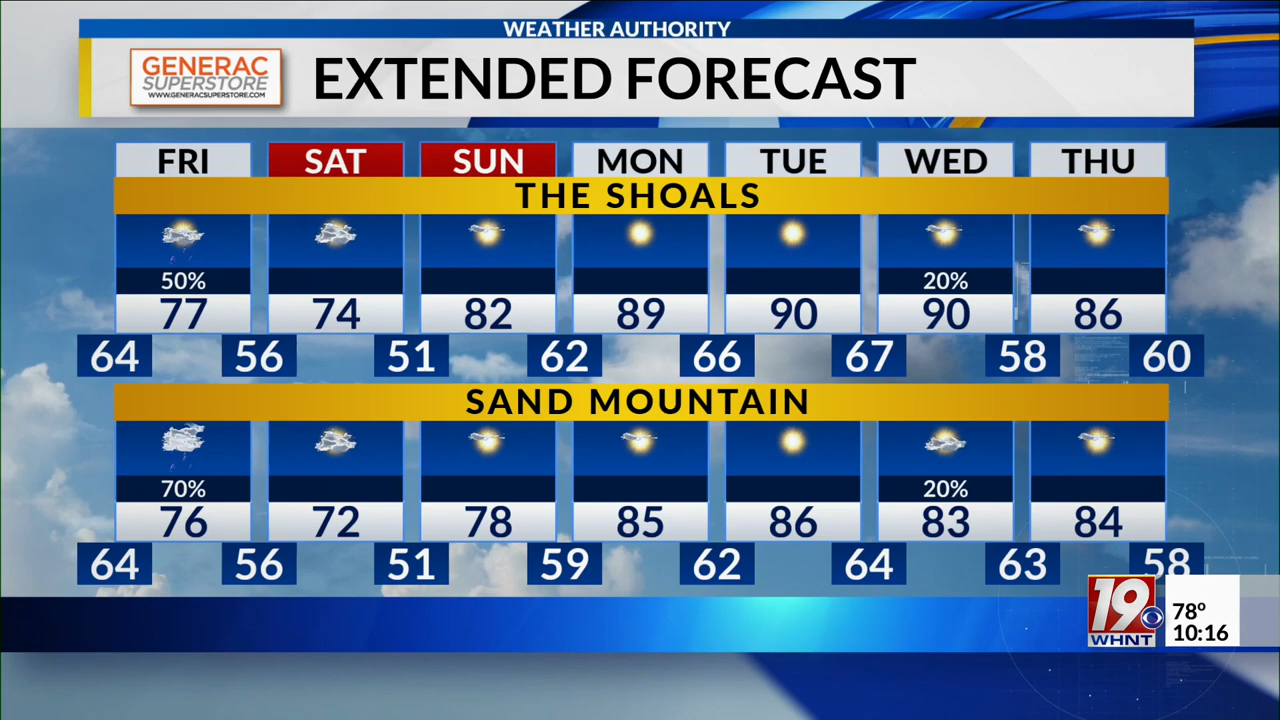 WEATHER AUTHORITY
GENERAC
SUPERSTORE
WWW.GENERACSUPERSTORE.COM
EXTENDED FORECAST
FRI SAT SUN MON TUE WED THU
THE SHOALS
50% 20%
77 74 82 89 90 90 86
64 56 51 62 66 67 58 60
SAND MOUNTAIN
70% 20%
76 72 78 85 86 83 84
64 56 51 59 62 64 63 58
19
WHNT
78°
10:16